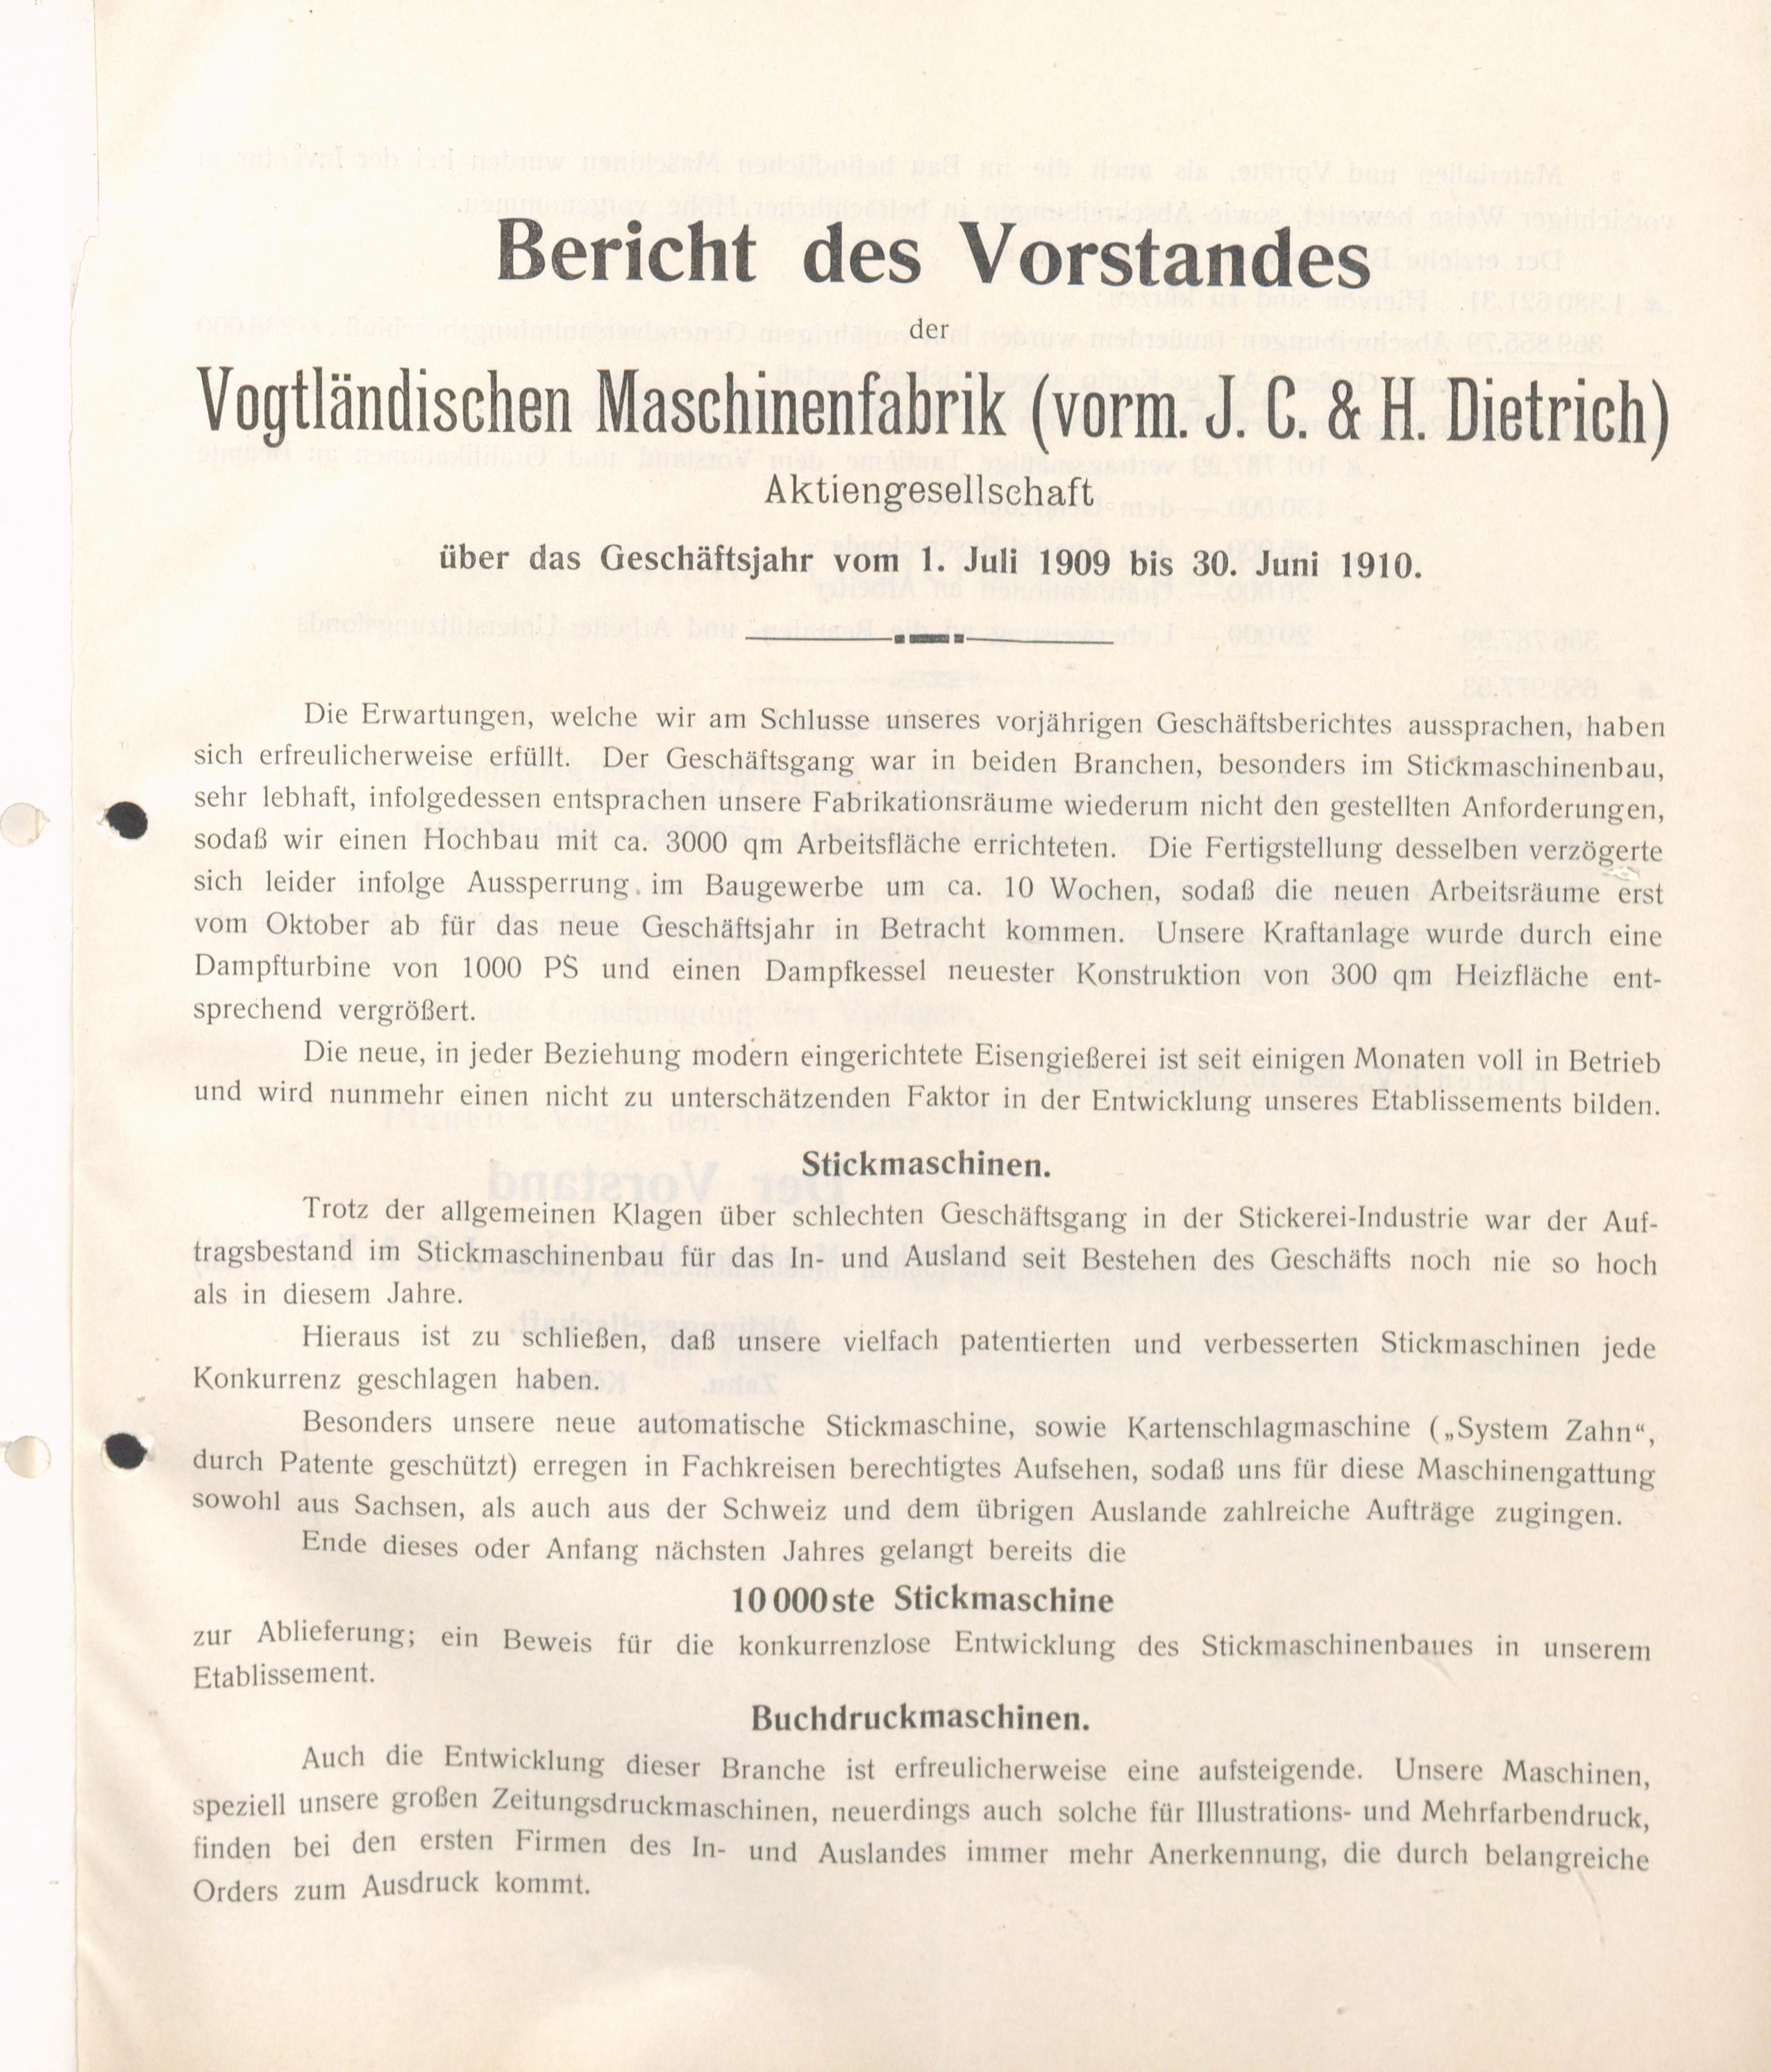 Bericht des Vorstandes
der
Vogtländischen Maschinenfabrik (vorm. J. C. & H. Dietrich)
Aktiengesellschaft
über das Geschäftsjahr vom 1. Juli 1909 bis 30. Juni 1910.
Die Erwartungen, welche wir am Schlusse unseres vorjährigen Geschäftsberichtes aussprachen, haben
sich erfreulicherweise erfüllt. Der Geschäftsgang war in beiden Branchen, besonders im Stickmaschinenbau,
sehr lebhaft, infolgedessen entsprachen unsere Fabrikationsräume wiederum nicht den gestellten Anforderungen,
sodaß wir einen Hochbau mit ca. 3000 qm Arbeitsfläche errichteten. Die Fertigstellung desselben verzögerte
sich leider infolge Aussperrung im Baugewerbe um ca. 10 Wochen, sodaß die neuen Arbeitsräume erst
vom Oktober ab für das neue Geschäftsjahr in Betracht kommen. Unsere Kraftanlage wurde durch eine
Dampfturbine von 1000 PS und einen Dampfkessel neuester Konstruktion von 300 qm Heizfläche ent-
sprechend vergrößert.
Die neue, in jeder Beziehung modern eingerichtete Eisengießerei ist seit einigen Monaten voll in Betrieb
und wird nunmehr einen nicht zu unterschätzenden Faktor in der Entwicklung unseres Etablissements bilden.
Stickmaschinen.
Trotz der allgemeinen Klagen über schlechten Geschäftsgang in der Stickerei-Industrie war der Auf-
tragsbestand im Stickmaschinenbau für das In- und Ausland seit Bestehen des Geschäfts noch nie so hoch
als in diesem Jahre.
Hieraus ist zu schließen, daß unsere vielfach patentierten und verbesserten Stickmaschinen jede
Konkurrenz geschlagen haben.
Besonders unsere neue automatische Stickmaschine, sowie Kartenschlagmaschine („System Zahn“,
durch Patente geschützt) erregen in Fachkreisen berechtigtes Aufsehen, sodaß uns für diese Maschinengattung
sowohl aus Sachsen, als auch aus der Schweiz und dem übrigen Auslande zahlreiche Aufträge zugingen.
Ende dieses oder Anfang nächsten Jahres gelangt bereits die
10 000ste Stickmaschine
zur Ablieferung; ein Beweis für die konkurrenzlose Entwicklung des Stickmaschinenbaues in unserem
Etablissement.
Buchdruckmaschinen.
Auch die Entwicklung dieser Branche ist erfreulicherweise eine aufsteigende. Unsere Maschinen,
speziell unsere großen Zeitungsdruckmaschinen, neuerdings auch solche für Illustrations- und Mehrfarbendruck,
finden bei den ersten Firmen des In- und Auslandes immer mehr Anerkennung, die durch belangreiche
Orders zum Ausdruck kommt.